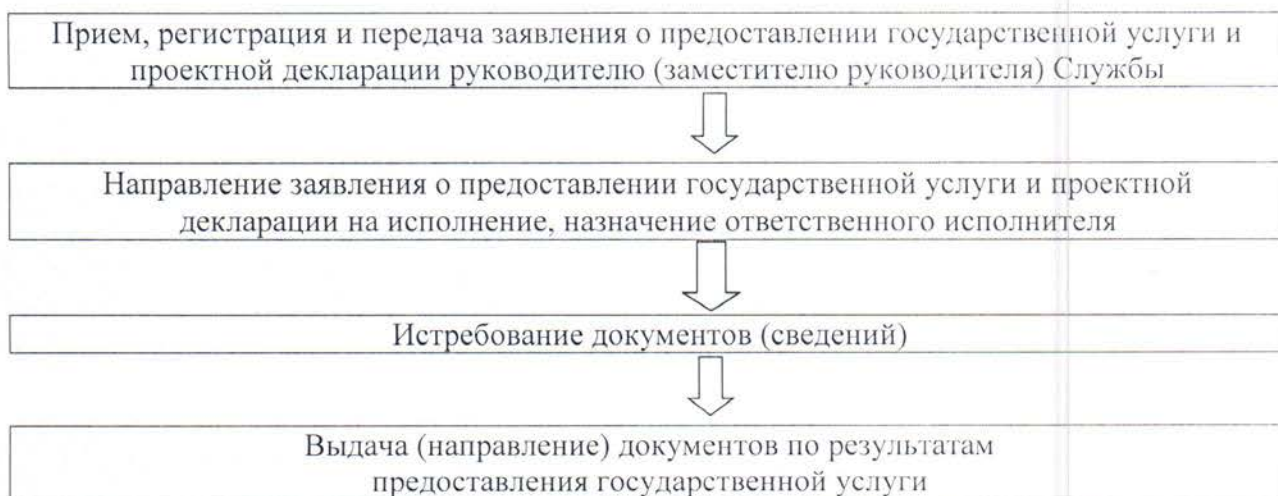 Прием, регистрация и передача заявления о предоставлении государственной услуги и
проектной декларации руководителю (заместителю руководителя) Службы
Направление заявления о предоставлении государственной услуги и проектной
декларации на исполнение, назначение ответственного исполнителя
Истребование документов (сведений)
Выдача (направление) документов по результатам
предоставления государственной услуги